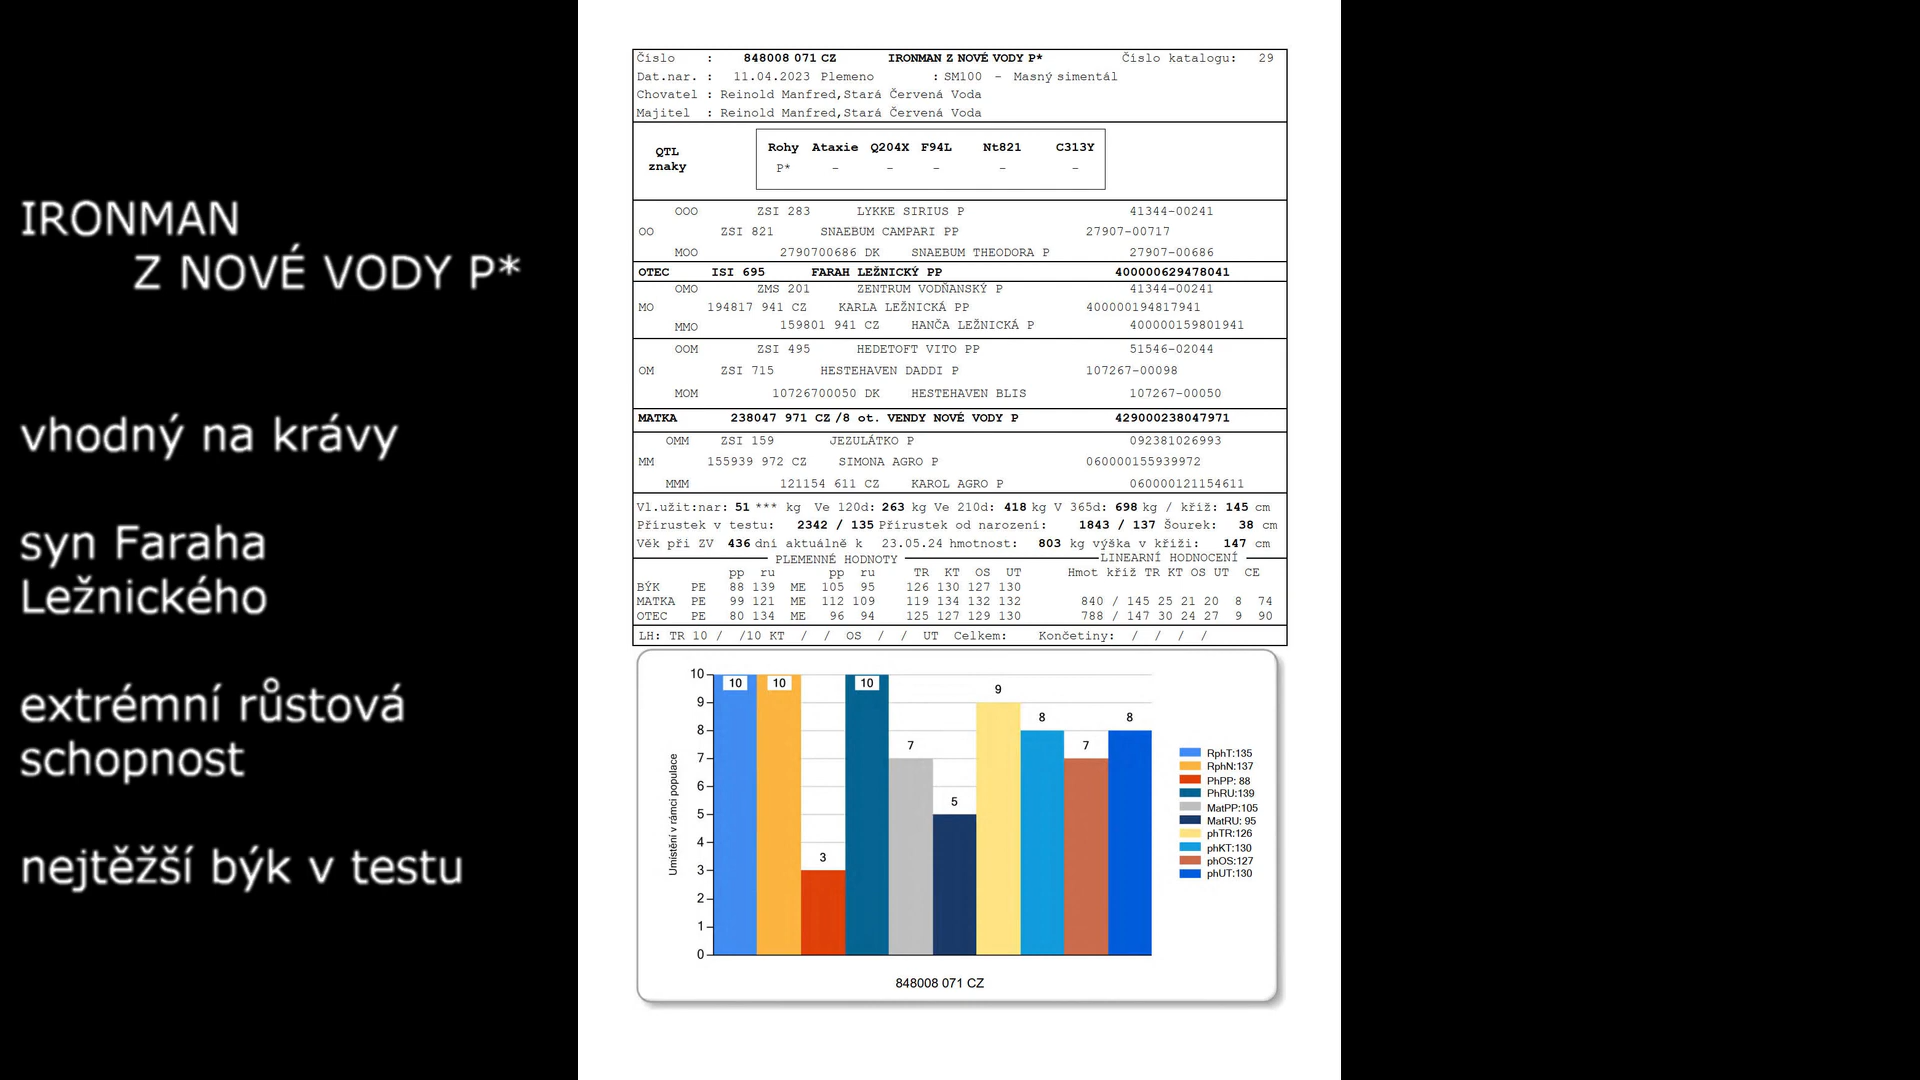 IRONMAN
Z NOVÉ VODY P*
vhodný na krávy
syn Faraha
Ležnického
extrémní růstová
schopnost
nejtěžší býk v testu
Číslo : 848008 071 CZ IRONMAN Z NOVÉ VODY P* Číslo katalogu: 29
Dat.nar. : 11.04.2023 Plemeno : SM100 - Masný simentál
Chovatel : Reinold Manfred,Stará Červená Voda
Majitel : Reinold Manfred,Stará Červená Voda
QTL znaky
Rohy Ataxie Q204X F94L Nt821 C313Y
P* - - - - -
OOO ZSI 283 LYKKE SIRIUS P 41344-00241
OO ZSI 821 SNAEBUM CAMPARI PP 27907-00717
MOO 2790700686 DK SNAEBUM THEODORA P 27907-00686
OTEC ISI 695 FARAH LEŽNICKÝ PP 400000629478041
OMO ZMS 201 ZENTRUM VODŇANSKÝ P 41344-00241
MO 194817 941 CZ KARLA LEŽNICKÁ PP 400000194817941
MMO 159801 941 CZ HANČA LEŽNICKÁ P 400000159801941
OOM ZSI 495 HEDETOFT VITO PP 51546-02044
OM ZSI 715 HESTEHAVEN DADDI P 107267-00098
MOM 10726700050 DK HESTEHAVEN BLIS 107267-00050
MATKA 238047 971 CZ /8 ot. VENDY NOVÉ VODY P 429000238047971
OMM ZSI 159 JEZULÁTKO P 092381026993
MM 155939 972 CZ SIMONA AGRO P 060000155939972
MMM 121154 611 CZ KAROL AGRO P 060000121154611
Vl.užit:nar: 51 *** kg Ve 120d: 263 kg Ve 210d: 418 kg V 365d: 698 kg / kříž: 145 cm
Přírustek v testu: 2342 / 135 Přírustek od narození: 1843 / 137 Šourek: 38 cm
Věk při ZV 436 dní aktuálně k 23.05.24 hmotnost: 803 kg výška v kříži: 147 cm
PLEMENNÉ HODNOTY LINEARNÍ HODNOCENÍ
pp ru pp ru TR KT OS UT Hmot kříž TR KT OS UT CE
BÝK PE 88 139 ME 105 95 126 130 127 130
MATKA PE 99 121 ME 112 109 119 134 132 132 840 / 145 25 21 20 8 74
OTEC PE 80 134 ME 96 94 125 127 129 130 788 / 147 30 24 27 9 90
LH: TR 10 / /10 KT / / OS / / UT Celkem: Končetiny: / / / /
Umístění v rámci populace
10
9
8
7
6
5
4
3
2
1
0
10 10 3 10 7 5 9 8 7 8
848008 071 CZ
RphT:135
RphN:137
PhPP: 88
PhRU:139
MatPP:105
MatRU: 95
phTR:126
phKT:130
phOS:127
phUT:130